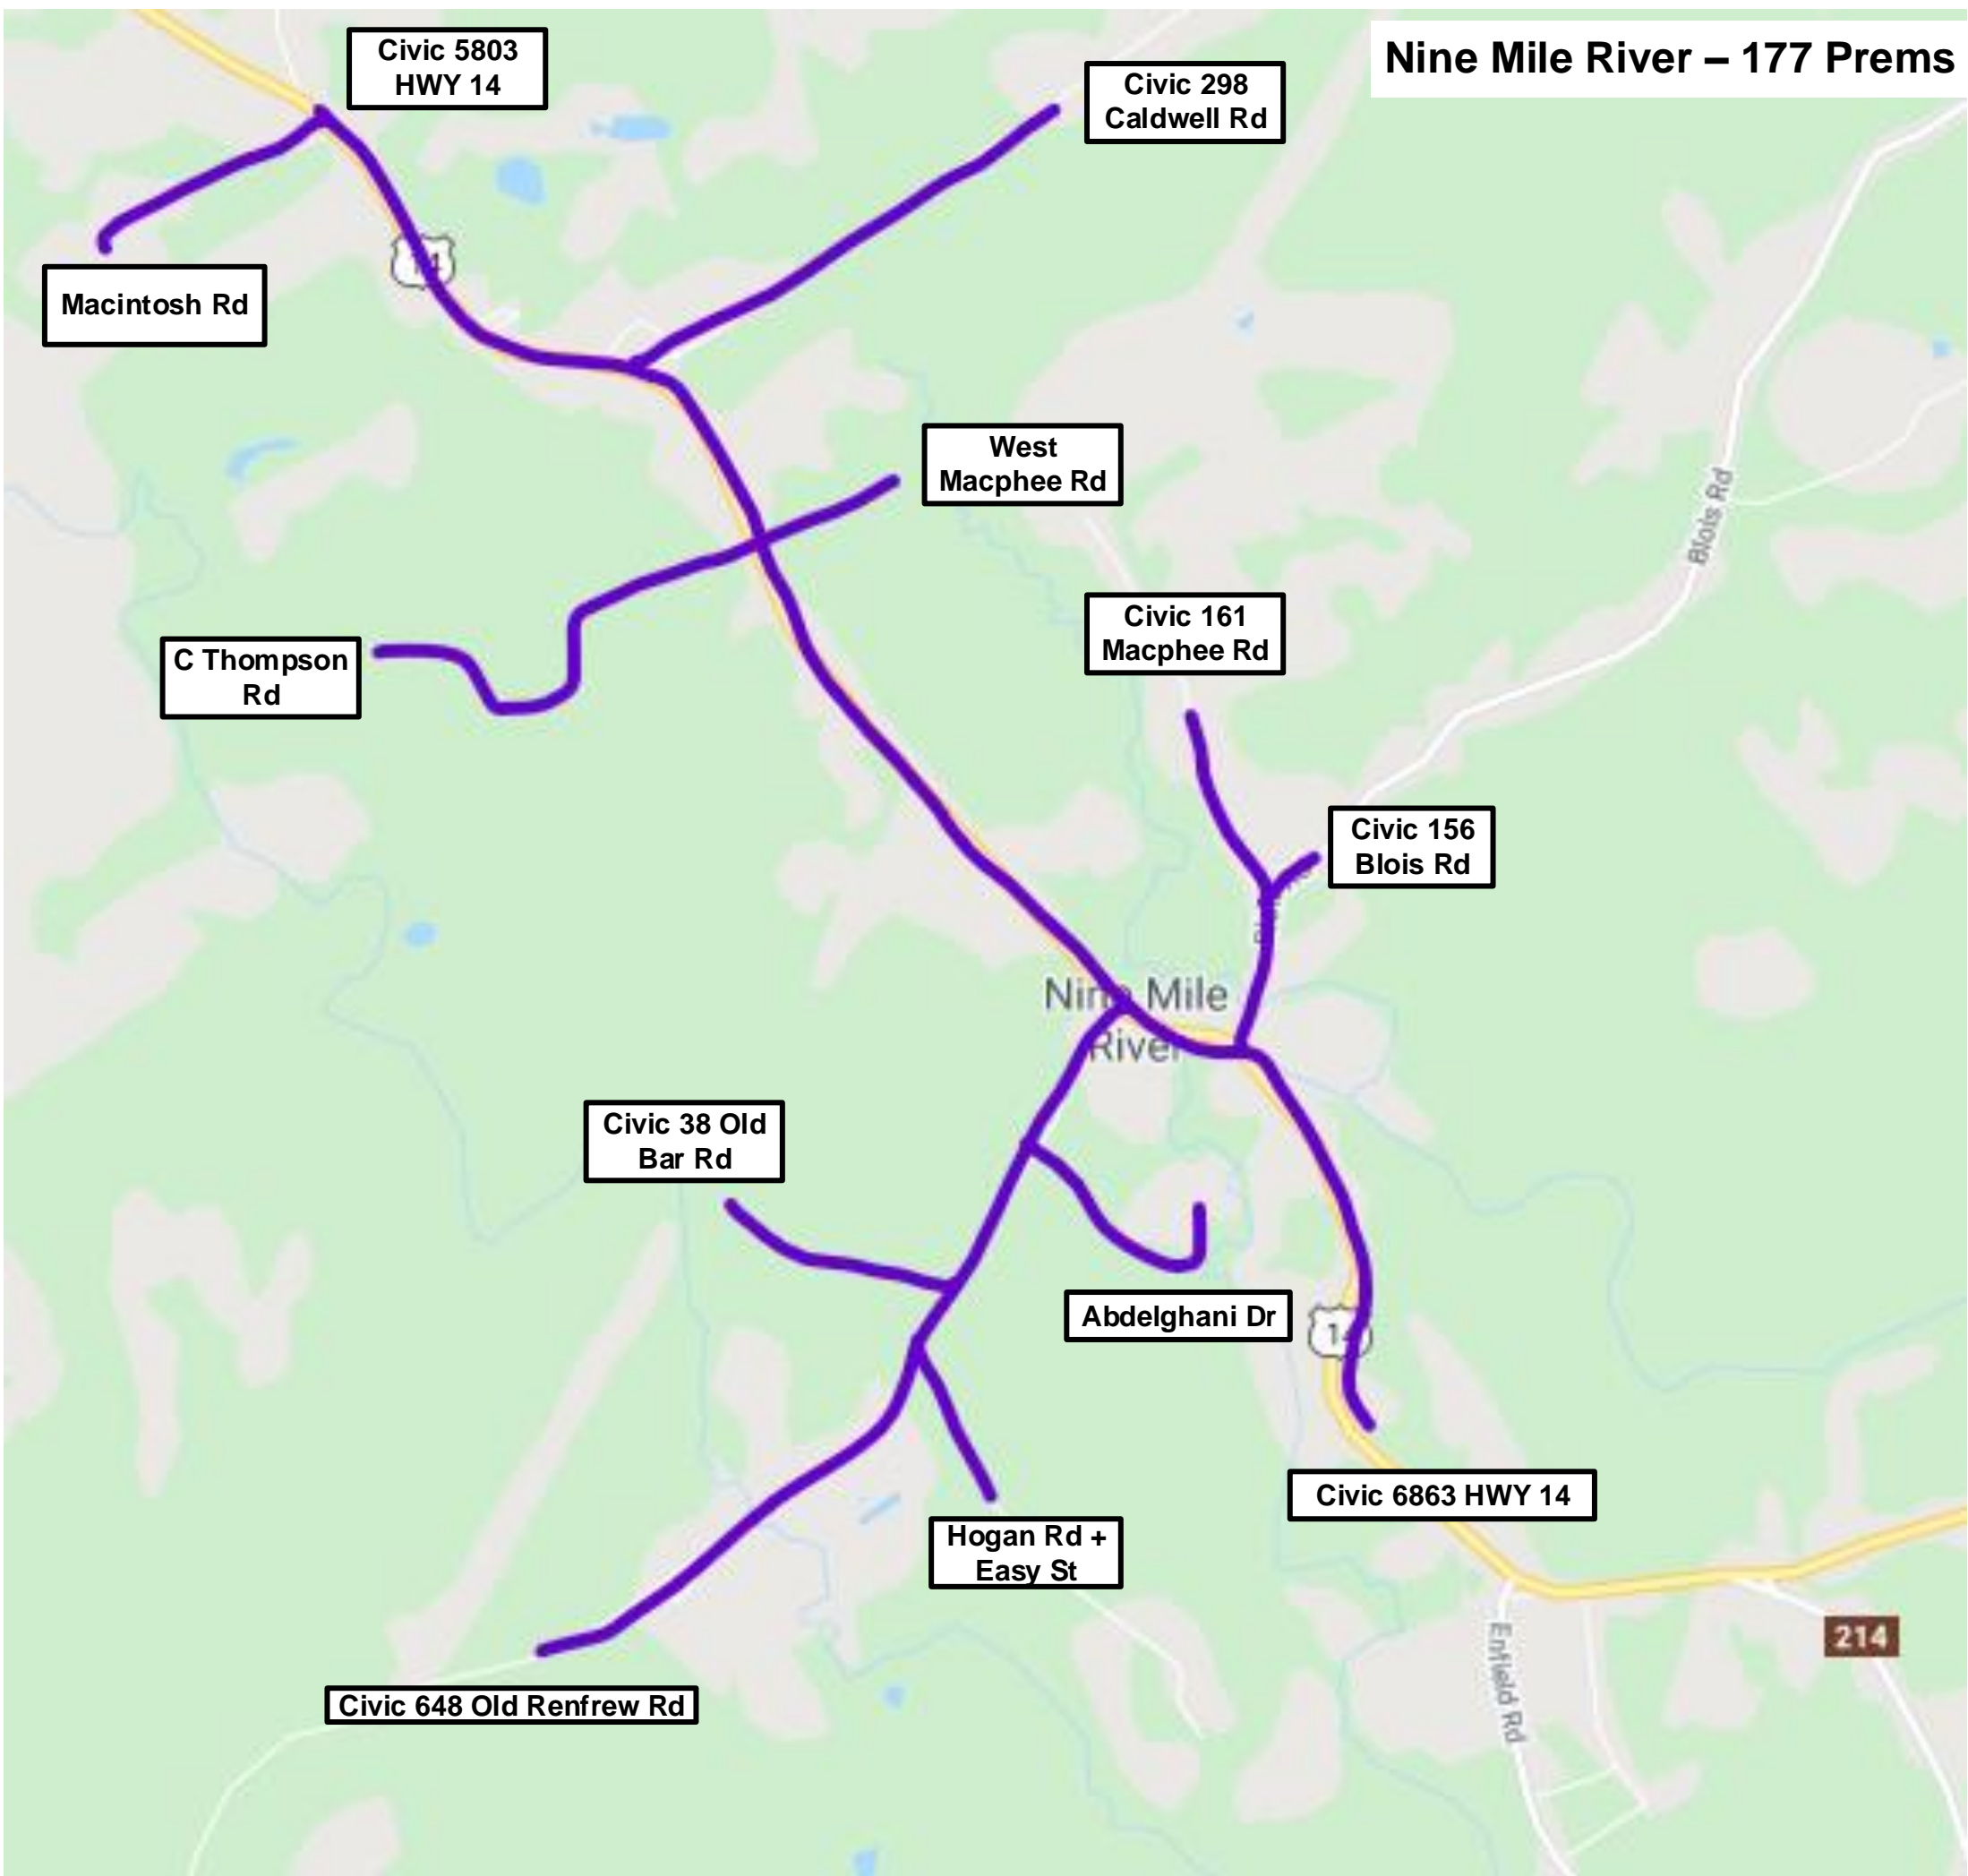 Nine Mile River – 177 Prems
Civic 5803
HWY 14
Civic 298
Caldwell Rd
14
Macintosh Rd
West
Macphee Rd
Blois Rd
Civic 161
Macphee Rd
C Thompson
Rd
Civic 156
Blois Rd
Nine Mile
River
Civic 38 Old
Bar Rd
Abdelghani Dr
14
Civic 6863 HWY 14
Hogan Rd +
Easy St
214
Enfield Rd
Civic 648 Old Renfrew Rd